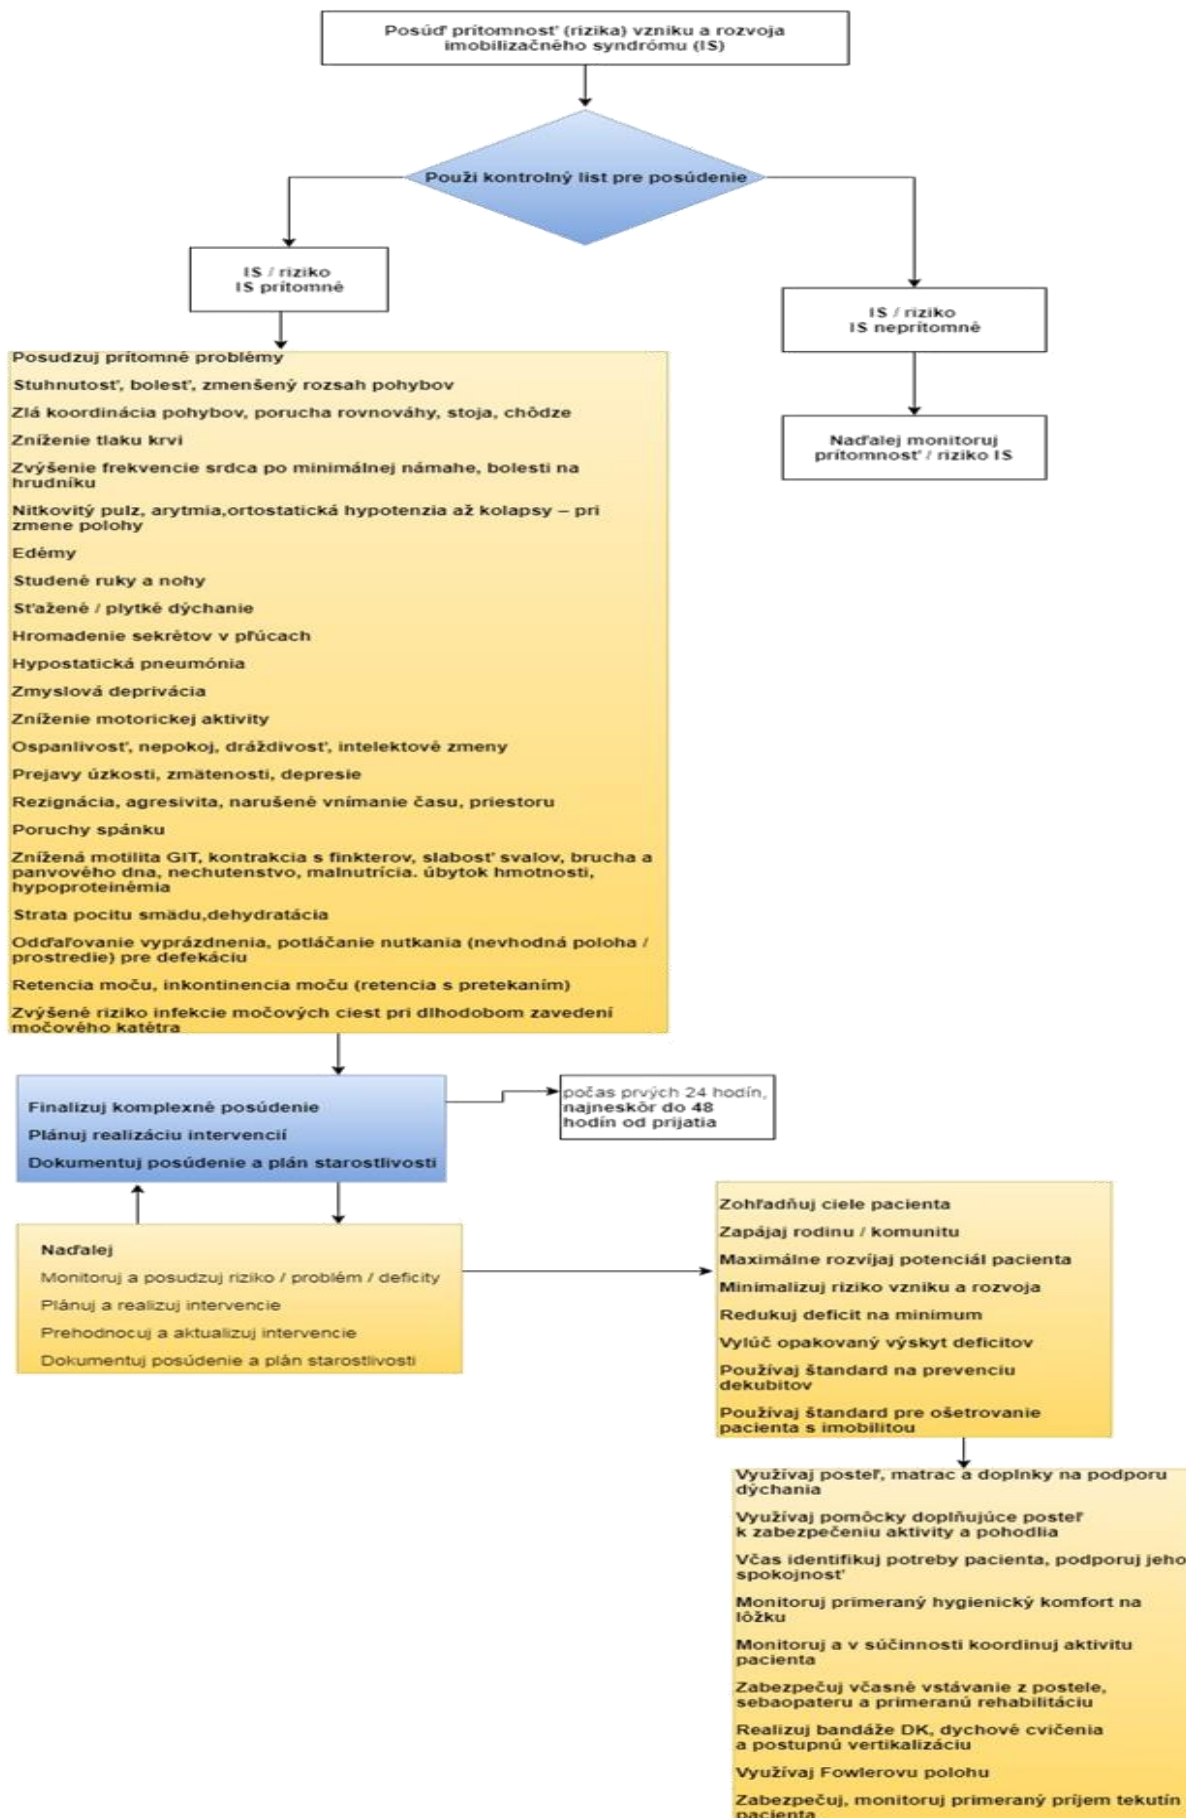 Posúď prítomnosť (rizika) vzniku a rozvoja
imobilizačného syndrómu (IS)
Použi kontrolný list pre posúdenie
IS / riziko
IS prítomné
IS / riziko
IS neprítomné
Naďalej monitoruj
prítomnosť / riziko IS
Posudzuj prítomné problémy
Stuhnutosť, bolesť, zmenšený rozsah pohybov
Zlá koordinácia pohybov, porucha rovnováhy, stoja, chôdze
Zníženie tlaku krvi
Zvýšenie frekvencie srdca po minimálnej námahe, bolesti na
hrudníku
Nitkovitý pulz, arytmia,ortostatická hypotenzia až kolapsy – pri
zmene polohy
Edémy
Studené ruky a nohy
Sťažené / plytké dýchanie
Hromadenie sekrétov v pľúcach
Hypostatická pneumónia
Zmyslová deprivácia
Zníženie motorickej aktivity
Ospanlivosť, nepokoj, dráždivosť, intelektové zmeny
Prejavy úzkosti, zmätenosti, depresie
Rezignácia, agresivita, narušené vnímanie času, priestoru
Poruchy spánku
Znížená motilita GIT, kontrakcia s finkterov, slabosť svalov, brucha a
panvového dna, nechutenstvo, malnutrícia. úbytok hmotnosti,
hypoproteinémia
Strata pocitu smädu,dehydratácia
Odďaľovanie vyprázdnenia, potláčanie nutkania (nevhodná poloha /
prostredie) pre defekáciu
Retencia moču, inkontinencia moču (retencia s pretekaním)
Zvýšené riziko infekcie močových ciest pri dlhodobom zavedení
močového katétra
Finalizuj komplexné posúdenie
Plánuj realizáciu intervencií
Dokumentuj posúdenie a plán starostlivosti
počas prvých 24 hodín,
najneskôr do 48
hodín od prijatia
Naďalej
Monitoruj a posudzuj riziko / problém / deficity
Plánuj a realizuj intervencie
Prehodnocuj a aktualizuj intervencie
Dokumentuj posúdenie a plán starostlivosti
Zohľadňuj ciele pacienta
Zapájaj rodinu / komunitu
Maximálne rozvíjaj potenciál pacienta
Minimalizuj riziko vzniku a rozvoja
Redukuj deficit na minimum
Vylúč opakovaný výskyt deficitov
Používaj štandard na prevenciu
dekubitov
Používaj štandard pre ošetrovanie
pacienta s imobilitou
Využívaj posteľ, matrac a doplnky na podporu
dýchania
Využívaj pomôcky doplňujúce posteľ
k zabezpečeniu aktivity a pohodlia
Včas identifikuj potreby pacienta, podporuj jeho
spokojnosť
Monitoruj primeraný hygienický komfort na
lôžku
Monitoruj a v súčinnosti koordinuj aktivitu
pacienta
Zabezpečuj včasné vstávanie z postele,
sebaopateru a primeranú rehabilitáciu
Realizuj bandáže DK, dychové cvičenia
a postupnú vertikalizáciu
Využívaj Fowlerovu polohu
Zabezpečuj, monitoruj primeraný príjem tekutín
pacienta